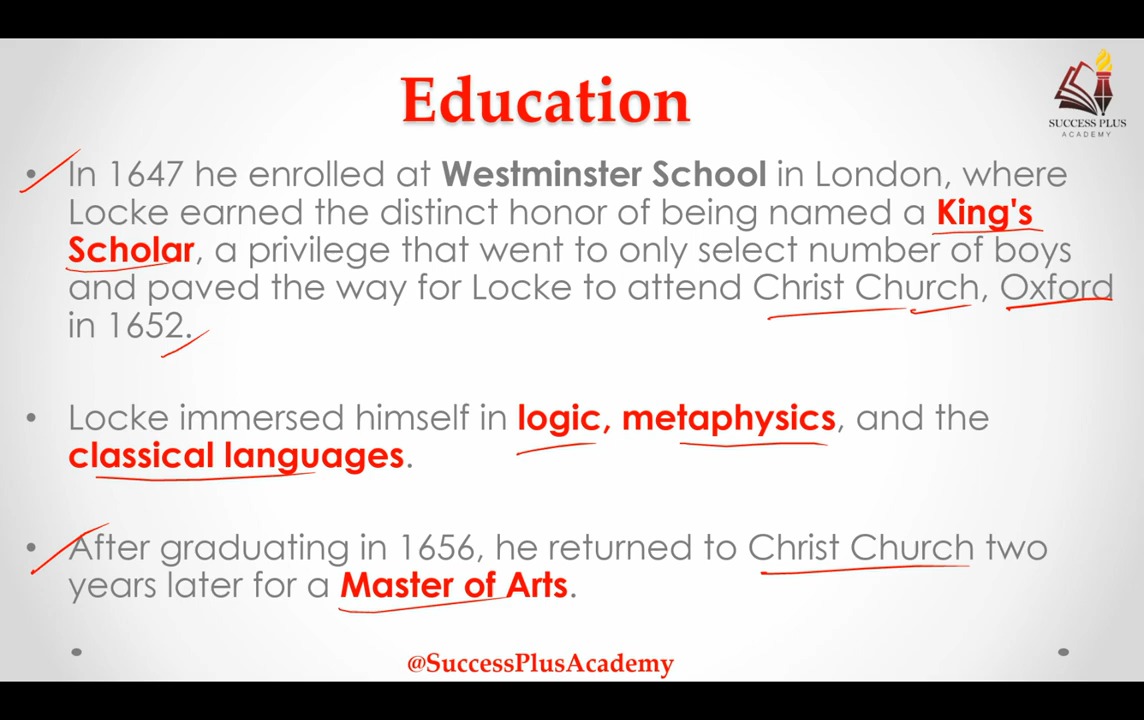 Education
SUCCESS PLUS
ACADEMY
• In 1647 he enrolled at Westminster School in London, where
Locke earned the distinct honor of being named a King's
Scholar, a privilege that went to only select number of boys
and paved the way for Locke to attend Christ Church, Oxford
in 1652.
• Locke immersed himself in logic, metaphysics, and the
classical languages.
• After graduating in 1656, he returned to Christ Church two
years later for a Master of Arts.
@SuccessPlusAcademy